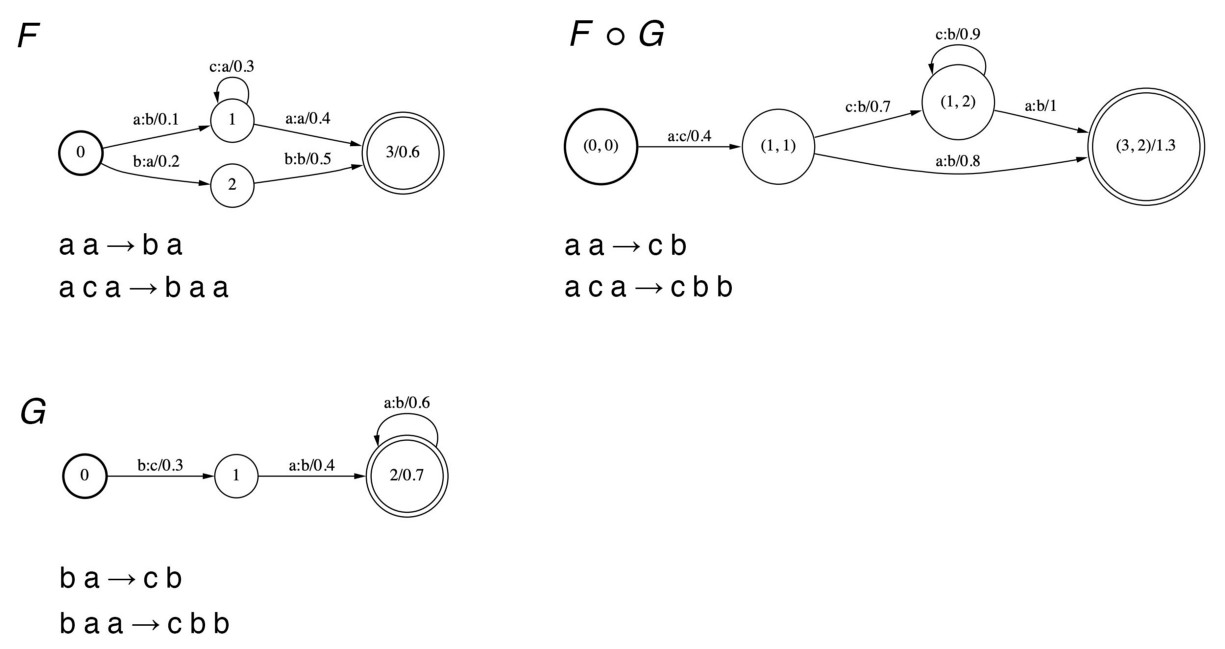 F
c:a/0.3
a:b/0.1
1
a:a/0.4
0
3/0.6
b:a/0.2
2
b:b/0.5
a a → b a
a c a → b a a
F ∘ G
c:b/0.9
c:b/0.7
(1, 2)
a:b/1
(0, 0)
a:c/0.4
(1, 1)
(3, 2)/1.3
a:b/0.8
a a → c b
a c a → c b b
G
a:b/0.6
0
b:c/0.3
1
a:b/0.4
2/0.7
b a → c b
b a a → c b b